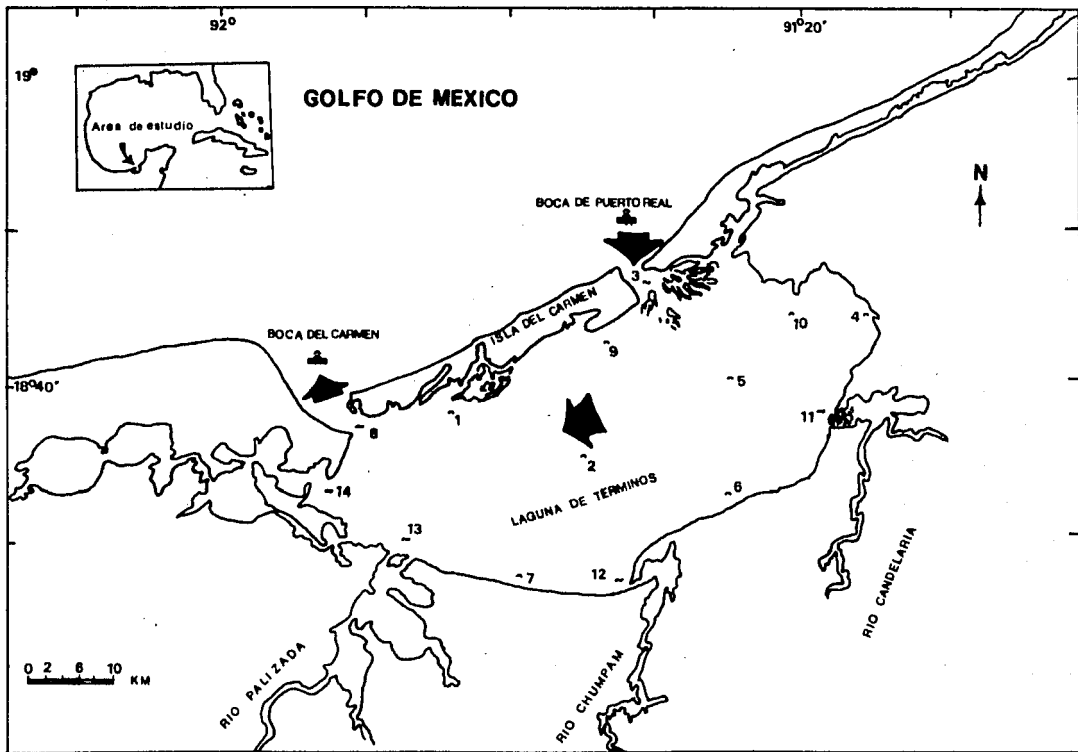 92°
91°20'
19°
GOLFO DE MEXICO
Area de estudio
N
BOCA DE PUERTO REAL
3
ISLA DEL CARMEN
10
4
BOCA DEL CARMEN
9
18°40'
5
1
11
8
2
14
6
LAGUNA DE TERMINOS
13
7
12
RIO CANDELARIA
0 2 6 10
KM
RIO PALIZADA
RIO CHUMPAM